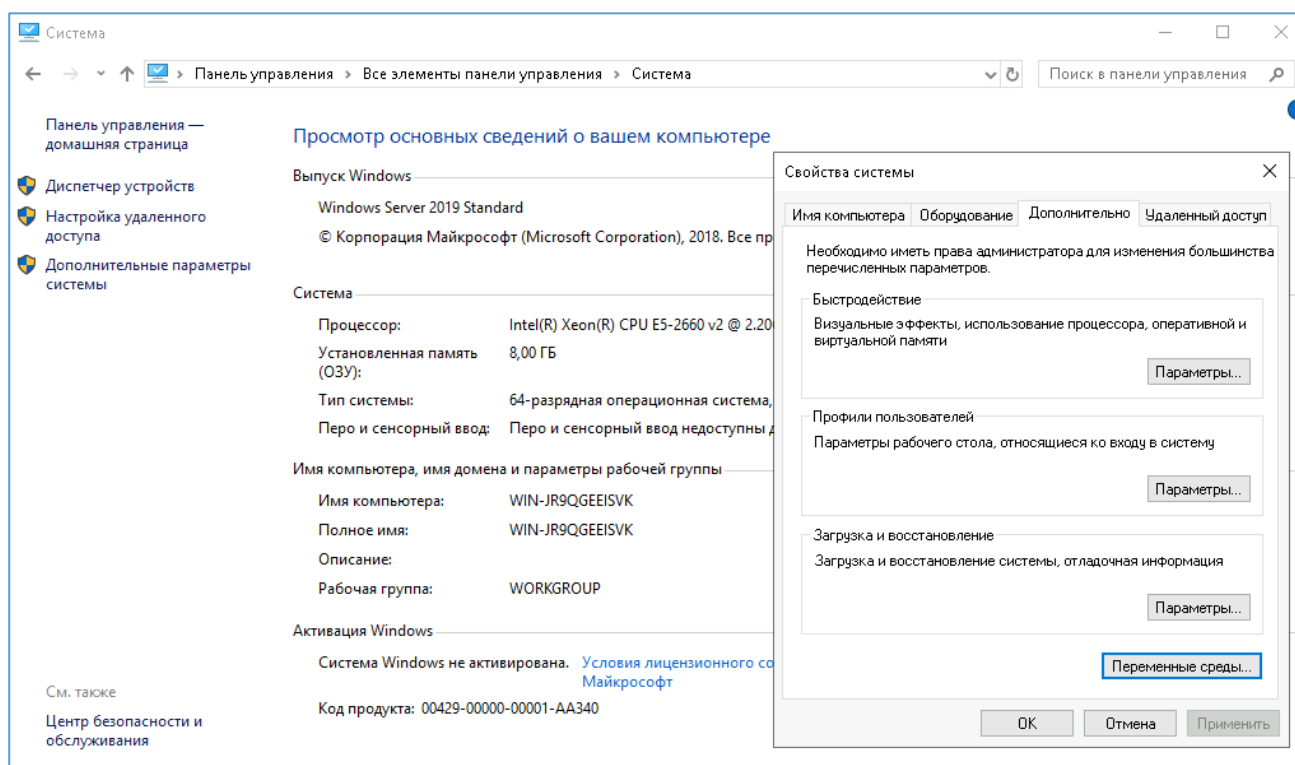 Система
Панель управления › Все элементы панели управления › Система
Поиск в панели управления
Панель управления —
домашняя страница
Диспетчер устройств
Настройка удаленного
доступа
Дополнительные параметры
системы
См. также
Центр безопасности и
обслуживания
Просмотр основных сведений о вашем компьютере
Выпуск Windows
Windows Server 2019 Standard
© Корпорация Майкрософт (Microsoft Corporation), 2018. Все пр
Система
Процессор: Intel(R) Xeon(R) CPU E5-2660 v2 @ 2.20
Установленная память 8,00 ГБ
(ОЗУ):
Тип системы: 64-разрядная операционная система,
Перо и сенсорный ввод: Перо и сенсорный ввод недоступны д
Имя компьютера, имя домена и параметры рабочей группы
Имя компьютера: WIN-JR9QGEEISVK
Полное имя: WIN-JR9QGEEISVK
Описание:
Рабочая группа: WORKGROUP
Активация Windows
Система Windows не активирована. Условия лицензионного со
Майкрософт
Код продукта: 00429-00000-00001-AA340
Свойства системы
Имя компьютера Оборудование Дополнительно Удаленный доступ
Необходимо иметь права администратора для изменения большинства
перечисленных параметров.
Быстродействие
Визуальные эффекты, использование процессора, оперативной и
виртуальной памяти
Параметры...
Профили пользователей
Параметры рабочего стола, относящиеся ко входу в систему
Параметры...
Загрузка и восстановление
Загрузка и восстановление системы, отладочная информация
Параметры...
Переменные среды...
OK Отмена Применить